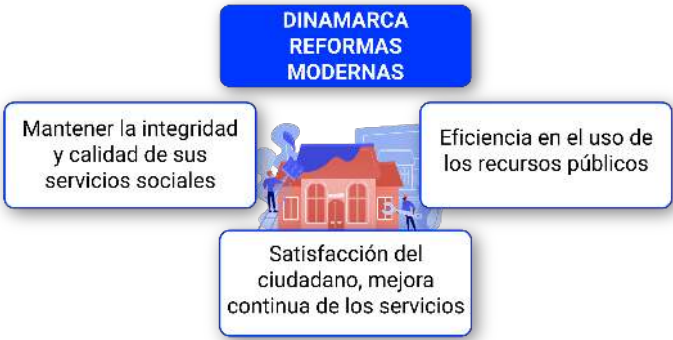 DINAMARCA
REFORMAS
MODERNAS
Mantener la integridad
y calidad de sus
servicios sociales
Eficiencia en el uso de
los recursos públicos
Satisfacción del
ciudadano, mejora
continua de los servicios